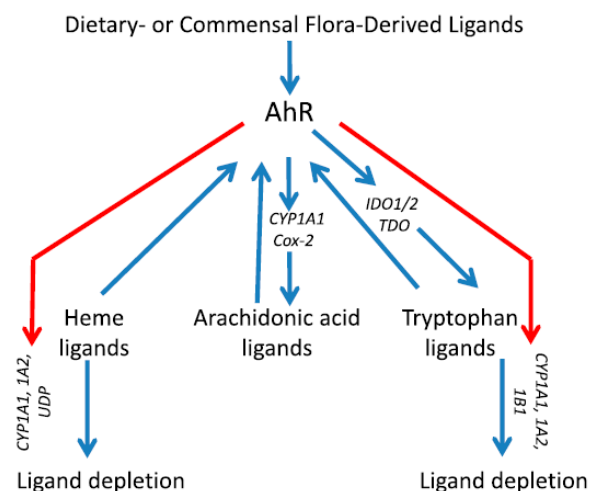 Dietary- or Commensal Flora-Derived Ligands
AhR
CYP1A1
Cox-2
IDO1/2
TDO
Heme
ligands
Arachidonic acid
ligands
Tryptophan
ligands
CYP1A1, 1A2,
UDP
CYP1A1, 1A2,
1B1
Ligand depletion
Ligand depletion